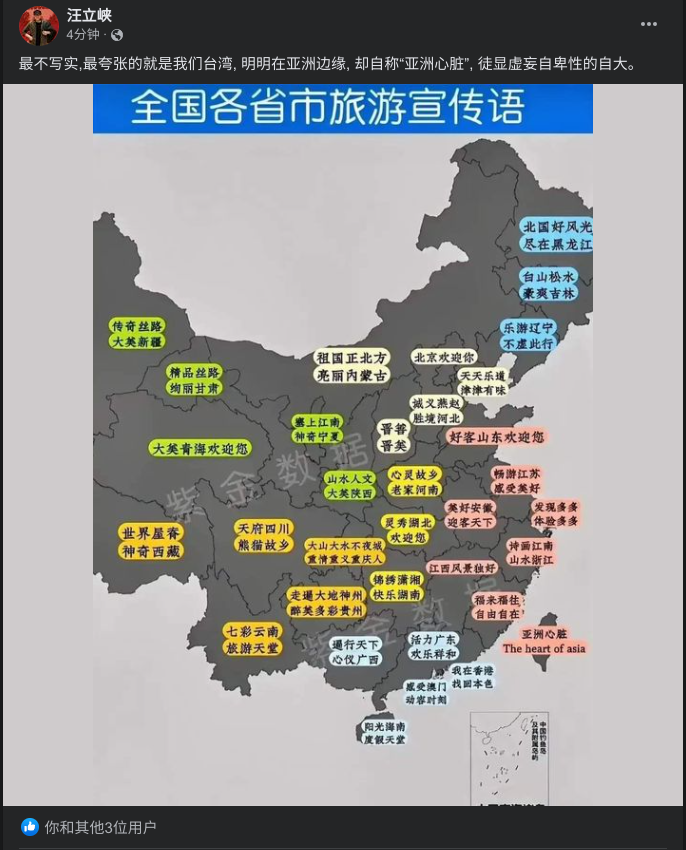 汪立峡
4分钟 ·
最不写实,最夸张的就是我们台湾, 明明在亚洲边缘, 却自称“亚洲心脏”, 徒显虚妄自卑性的自大。
全国各省市旅游宣传语
北国好风光
尽在黑龙江
白山松水
豪爽吉林
传奇丝路
大美新疆
乐游辽宁
不虚此行
祖国正北方
亮丽内蒙古
北京欢迎你
精品丝路
绚丽甘肃
天天乐道
津津有味
诚义燕赵
胜境河北
塞上江南
神奇宁夏
晋善
晋美
好客山东欢迎您
大美青海欢迎您
山水人文
大美陕西
心灵故乡
老家河南
畅游江苏
感受美好
美好安徽
迎客天下
发现多多
体验多多
世界屋脊
神奇西藏
天府四川
熊猫故乡
灵秀湖北
欢迎您
大山大水不夜城
重情重义重庆人
诗画江南
山水浙江
江西风景独好
锦绣潇湘
快乐湖南
走遍大地神州
醉美多彩贵州
福来福往
自由自在
七彩云南
旅游天堂
遍行天下
心仪广西
活力广东
欢乐祥和
亚洲心脏
The heart of asia
我在香港
找回本色
感受澳门
动容时刻
阳光海南
度假天堂
中国钓鱼岛
及其附属岛的
紫金数据
紫金数据
你和其他3位用户